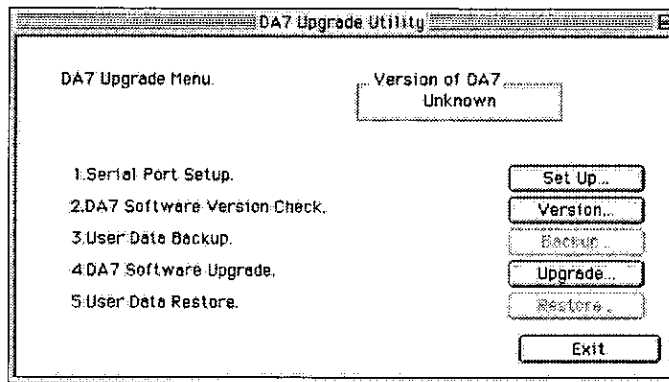 DA7 Upgrade Utility
DA7 Upgrade Menu.
Version of DA7
Unknown
1.Serial Port Setup.
Set Up...
2.DA7 Software Version Check.
Version...
3.User Data Backup.
Backup...
4.DA7 Software Upgrade.
Upgrade...
5.User Data Restore.
Restore...
Exit